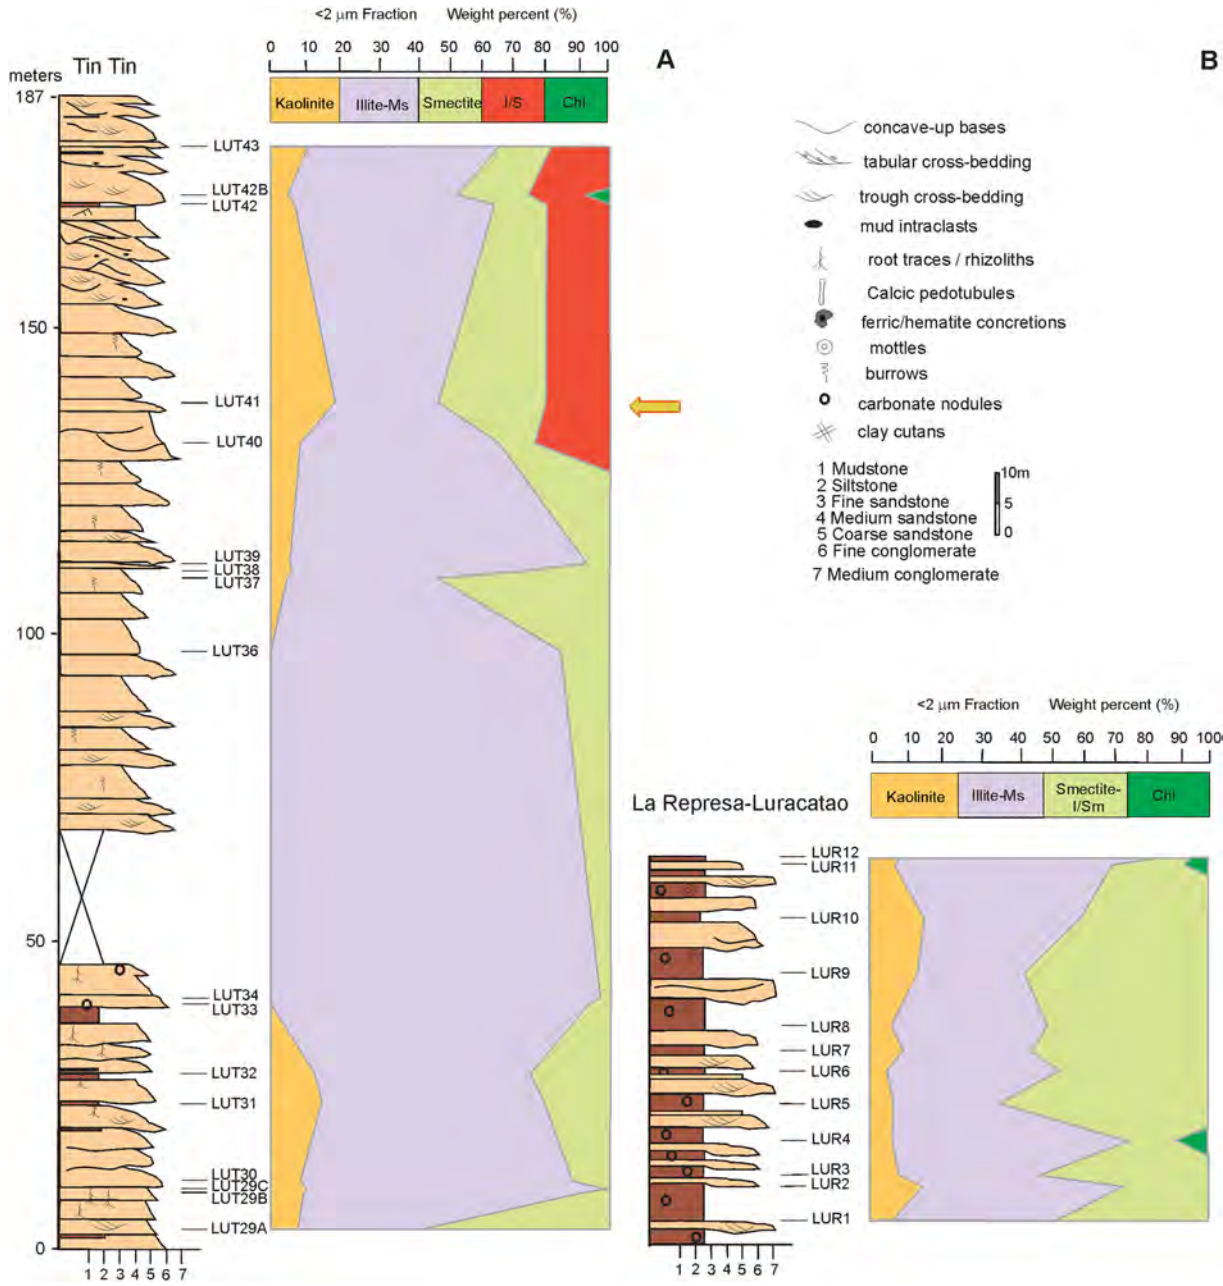 <2 μm Fraction Weight percent (%)
0 10 20 30 40 50 60 70 80 90 100
A
B
meters
Tin Tin
Kaolinite Illite-Ms Smectite I/S Chl
187
150
100
50
0
LUT43
LUT42B
LUT42
LUT41
LUT40
LUT39
LUT38
LUT37
LUT36
LUT34
LUT33
LUT32
LUT31
LUT30
LUT29C
LUT29B
LUT29A
1 2 3 4 5 6 7
concave-up bases
tabular cross-bedding
trough cross-bedding
mud intraclasts
root traces / rhizoliths
Calcic pedotubules
ferric/hematite concretions
mottles
burrows
carbonate nodules
clay cutans
1 Mudstone
2 Siltstone
3 Fine sandstone
4 Medium sandstone
5 Coarse sandstone
6 Fine conglomerate
7 Medium conglomerate
10m
5
0
<2 μm Fraction Weight percent (%)
0 10 20 30 40 50 60 70 80 90 100
Kaolinite Illite-Ms Smectite-I/Sm Chl
La Represa-Luracatao
LUR12
LUR11
LUR10
LUR9
LUR8
LUR7
LUR6
LUR5
LUR4
LUR3
LUR2
LUR1
1 2 3 4 5 6 7